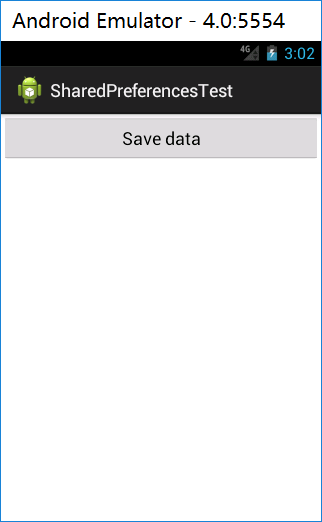 Android Emulator - 4.0:5554
4G 3:02
SharedPreferencesTest
Save data